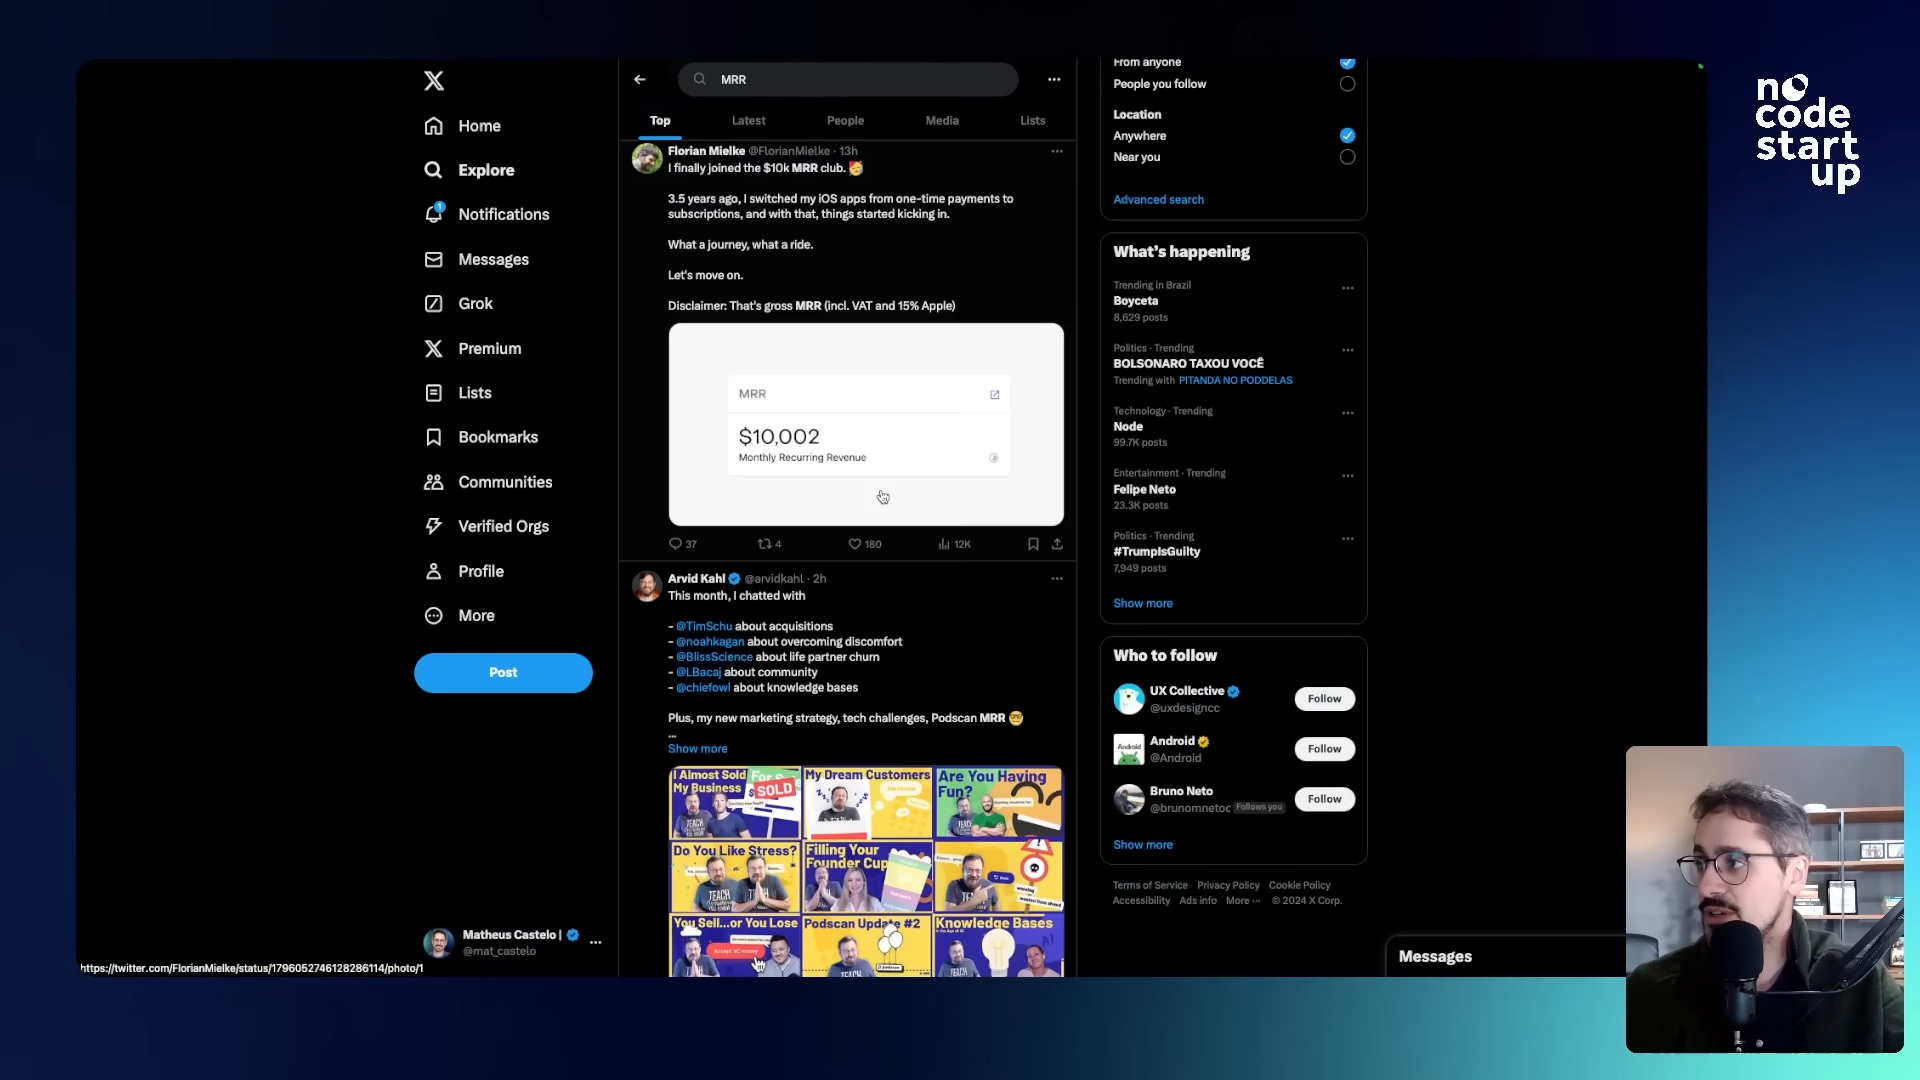 Home
Explore
1
Notifications
Messages
Grok
Premium
Lists
Bookmarks
Communities
Verified Orgs
Profile
More
Post
Matheus Castelo |
@mat_castelo
https://twitter.com/FlorianMielke/status/1796052746128286114/photo/1
MRR
Top
Latest
People
Media
Lists
Florian Mielke @FlorianMielke · 13h
I finally joined the $10k MRR club.
3.5 years ago, I switched my iOS apps from one-time payments to
subscriptions, and with that, things started kicking in.
What a journey, what a ride.
Let's move on.
Disclaimer: That's gross MRR (incl. VAT and 15% Apple)
MRR
$10,002
Monthly Recurring Revenue
37
4
180
12K
Arvid Kahl @arvidkahl · 2h
This month, I chatted with
- @TimSchu about acquisitions
- @noahkagan about overcoming discomfort
- @BlissScience about life partner churn
- @LBacaj about community
- @chiefowl about knowledge bases
Plus, my new marketing strategy, tech challenges, Podscan MRR
...
Show more
I Almost Sold
My Business
SOLD
My Dream Customers
Are You Having
Fun?
Do You Like Stress?
Filling Your
Founder Cup
You Sell...or You Lose
Podscan Update #2
Knowledge Bases
TEACH
From anyone
People you follow
Location
Anywhere
Near you
Advanced search
What's happening
Trending in Brazil
Boyceta
8,629 posts
Politics · Trending
BOLSONARO TAXOU VOCÊ
Trending with PITANDA NO PODDELAS
Technology · Trending
Node
99.7K posts
Entertainment · Trending
Felipe Neto
23.3K posts
Politics · Trending
#TrumpIsGuilty
7,949 posts
Show more
Who to follow
UX Collective
@uxdesigncc
Follow
Android
@Android
Follow
Bruno Neto
@brunomnetoc Follows you
Follow
Show more
Terms of Service Privacy Policy Cookie Policy
Accessibility Ads info More ··· © 2024 X Corp.
Messages
no
code
start
up